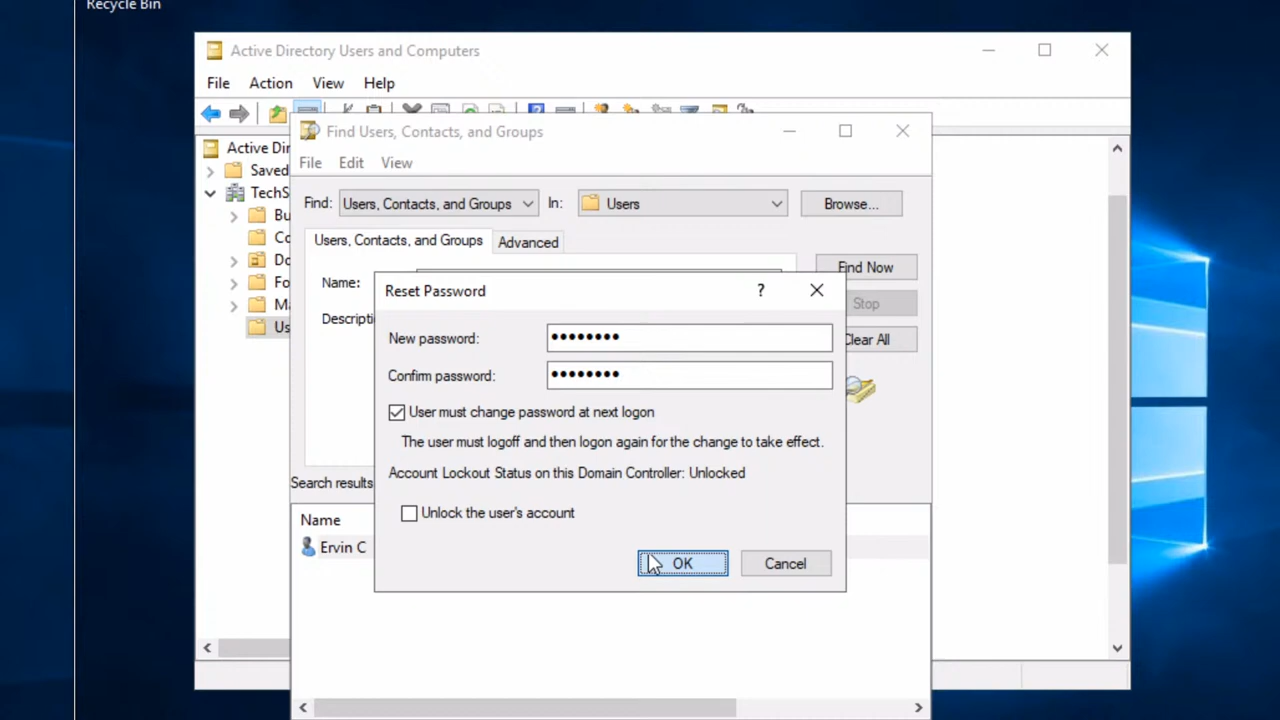 Recycle Bin
Active Directory Users and Computers
File Action View Help
Find Users, Contacts, and Groups
File Edit View
Active Dir
Saved
TechS
Bu
Co
Do
Fo
Ma
Us
Find: Users, Contacts, and Groups In: Users Browse...
Users, Contacts, and Groups Advanced
Find Now
Name:
Stop
Descripti
Clear All
Reset Password ?
New password: ••••••••
Confirm password: ••••••••
User must change password at next logon
The user must logoff and then logon again for the change to take effect.
Account Lockout Status on this Domain Controller: Unlocked
Unlock the user's account
OK Cancel
Search results
Name
Ervin C